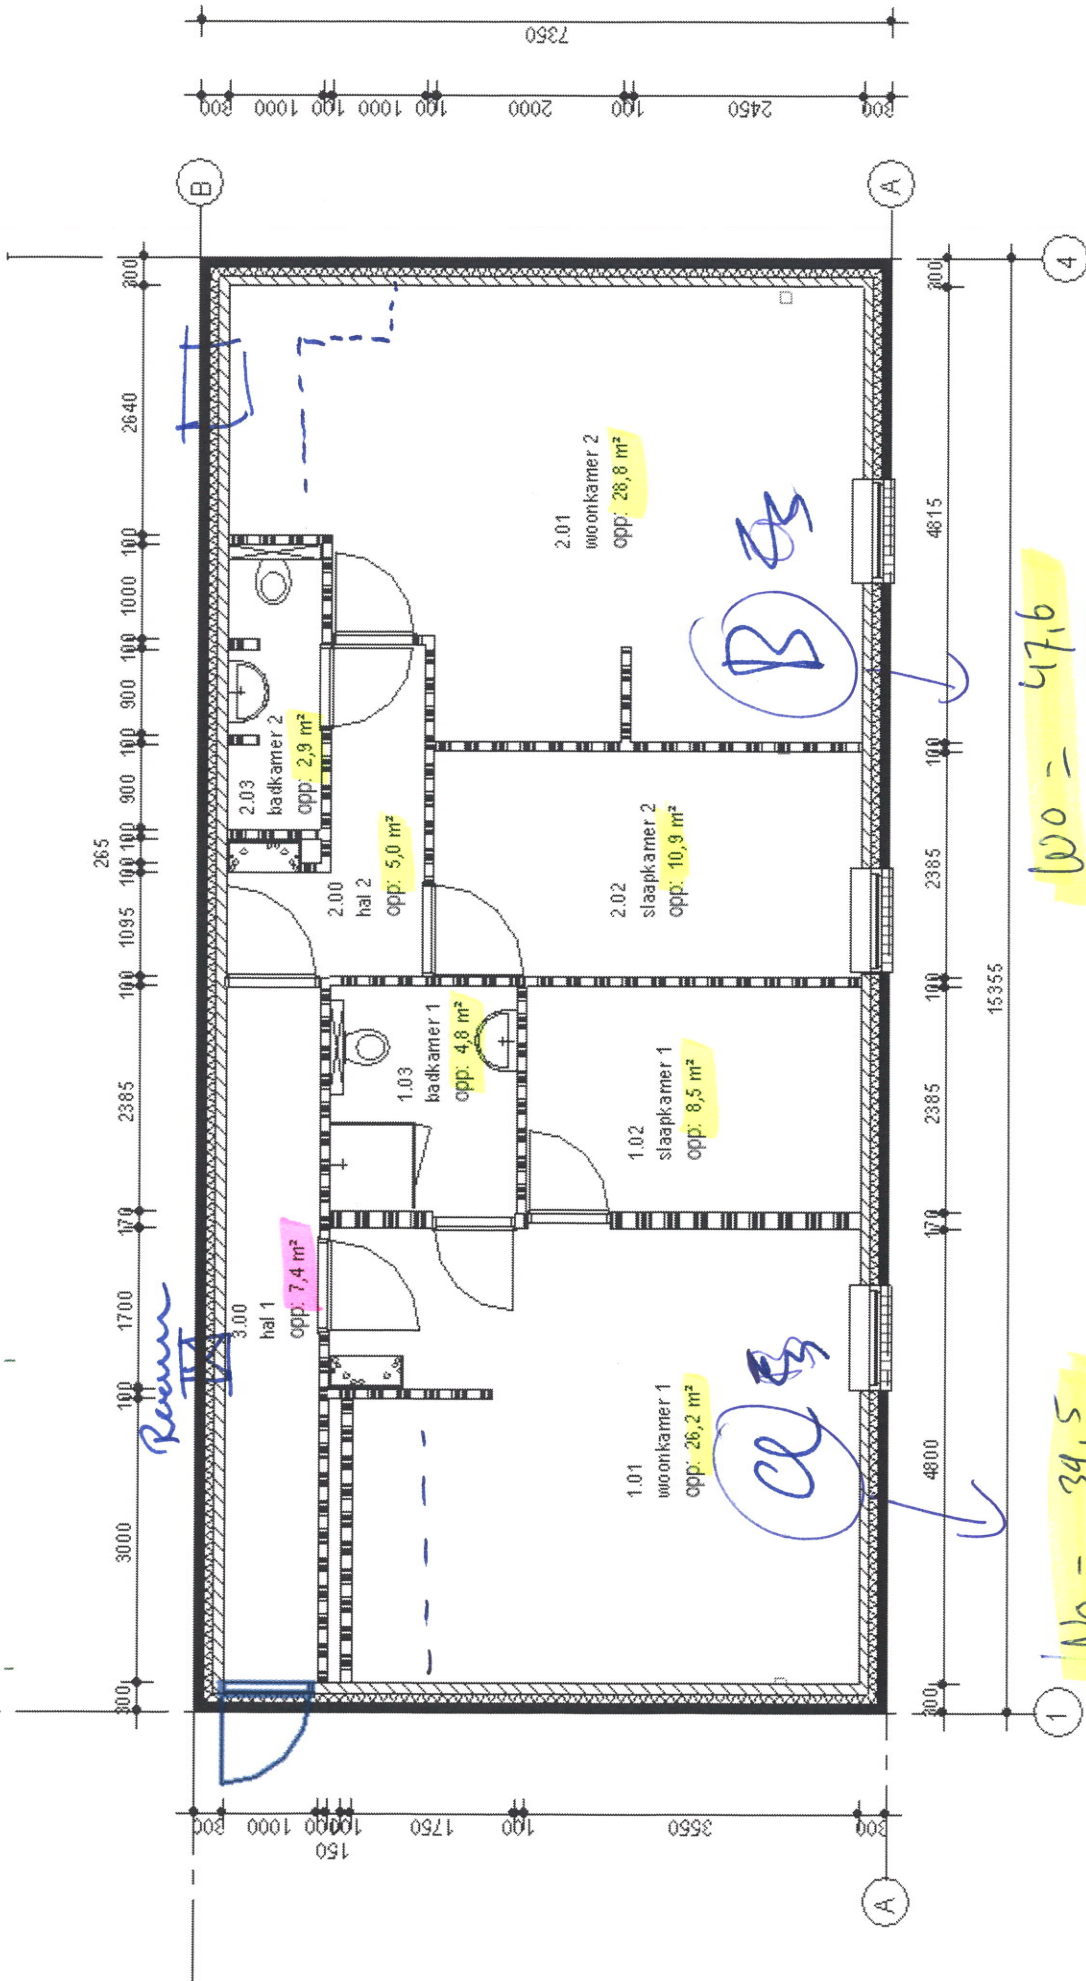 300 3000 100 1700 170 2385 100 1095 100 100 900 100 900 100 1000 100 2640 300
265
B
300 1000 100 1000 100 2000 100 2450 300
7350
A
300 1000 100 150 100 1750 100 3550 300
A
3.00
hal 1
opp: 7,4 m²
1.03
badkamer 1
opp: 4,8 m²
2.00
hal 2
opp: 5,0 m²
2.03
badkamer 2
opp: 2,9 m²
1.01
woonkamer 1
opp: 26,2 m²
1.02
slaapkamer 1
opp: 8,5 m²
2.02
slaapkamer 2
opp: 10,9 m²
2.01
woonkamer 2
opp: 28,8 m²
B
300 4800 170 2385 100 2385 100 4815 300
15355
1
4
WO = 47,6
39,5